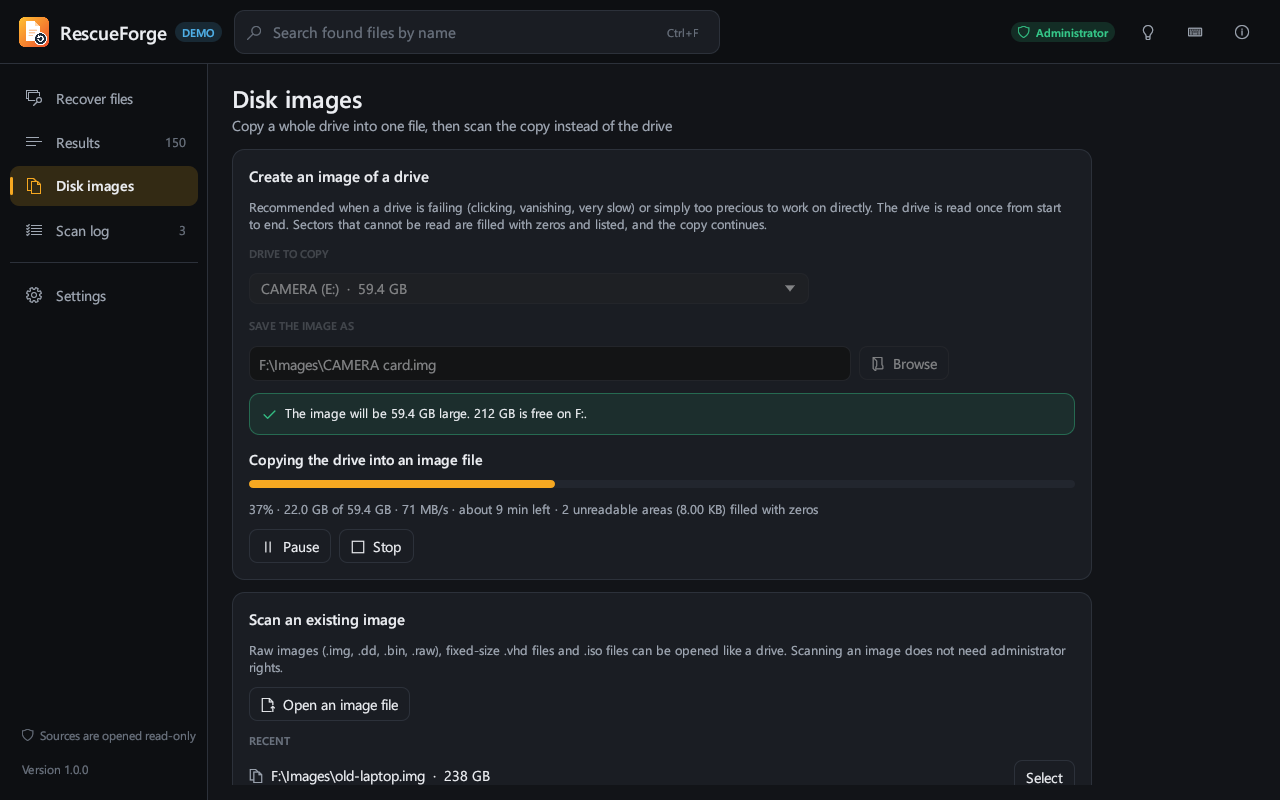 RescueForge DEMO
Search found files by name Ctrl+F
Administrator
Recover files
Results 150
Disk images
Scan log 3
Settings
Sources are opened read-only
Version 1.0.0
Disk images
Copy a whole drive into one file, then scan the copy instead of the drive
Create an image of a drive
Recommended when a drive is failing (clicking, vanishing, very slow) or simply too precious to work on directly. The drive is read once from start
to end. Sectors that cannot be read are filled with zeros and listed, and the copy continues.
DRIVE TO COPY
CAMERA (E:) · 59.4 GB
SAVE THE IMAGE AS
F:\Images\CAMERA card.img
Browse
The image will be 59.4 GB large. 212 GB is free on F:.
Copying the drive into an image file
37% · 22.0 GB of 59.4 GB · 71 MB/s · about 9 min left · 2 unreadable areas (8.00 KB) filled with zeros
Pause
Stop
Scan an existing image
Raw images (.img, .dd, .bin, .raw), fixed-size .vhd files and .iso files can be opened like a drive. Scanning an image does not need administrator
rights.
Open an image file
RECENT
F:\Images\old-laptop.img · 238 GB
Select